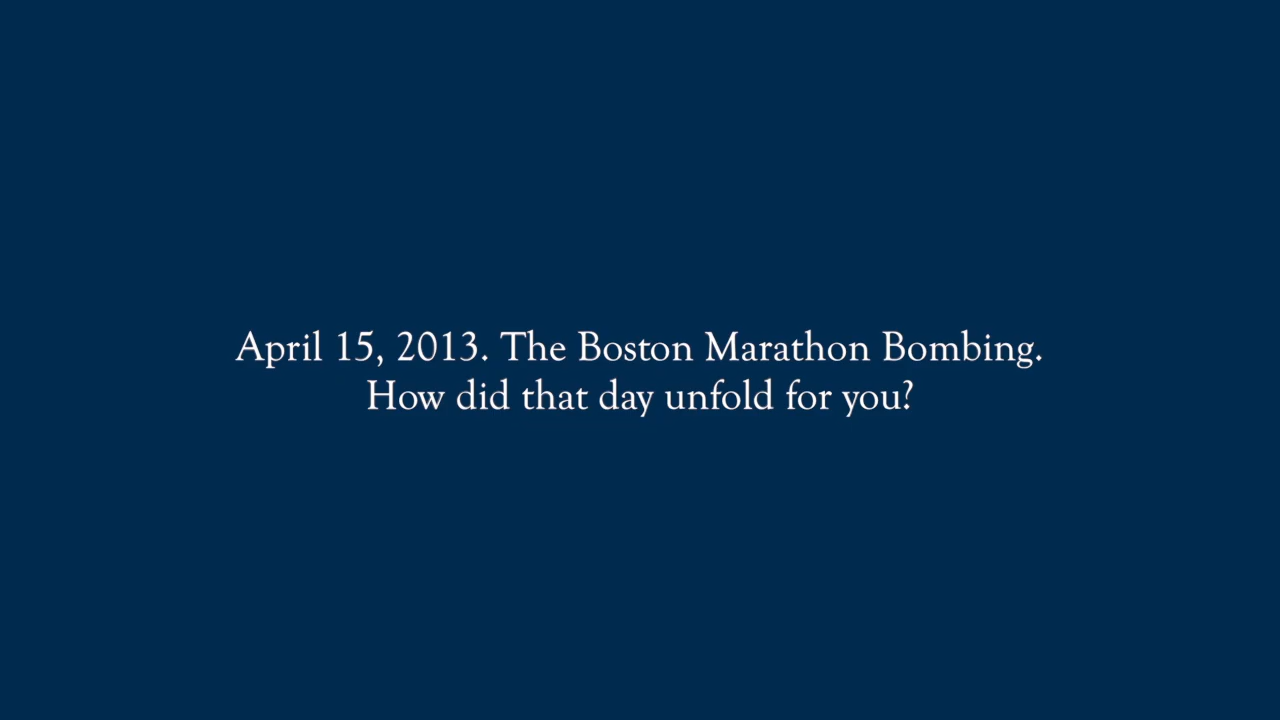 April 15, 2013. The Boston Marathon Bombing.
How did that day unfold for you?